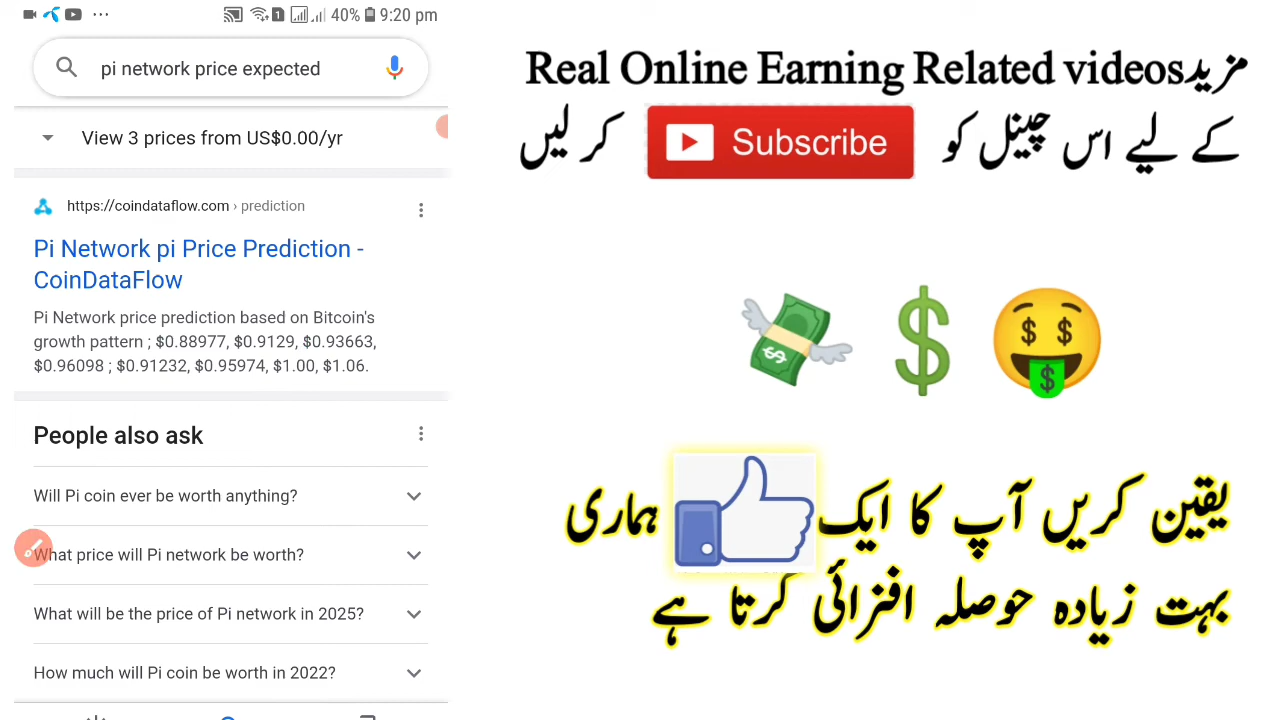 40% 9:20 pm
pi network price expected
View 3 prices from US$0.00/yr
https://coindataflow.com › prediction
Pi Network pi Price Prediction -
CoinDataFlow
Pi Network price prediction based on Bitcoin's
growth pattern ; $0.88977, $0.9129, $0.93663,
$0.96098 ; $0.91232, $0.95974, $1.00, $1.06.
People also ask
Will Pi coin ever be worth anything?
What price will Pi network be worth?
What will be the price of Pi network in 2025?
How much will Pi coin be worth in 2022?
مزید Real Online Earning Related videos
کے لیے اس چینل کو Subscribe کر لیں
یقین کریں آپ کا ایک ہماری
بہت زیادہ حوصلہ افزائی کرتا ہے